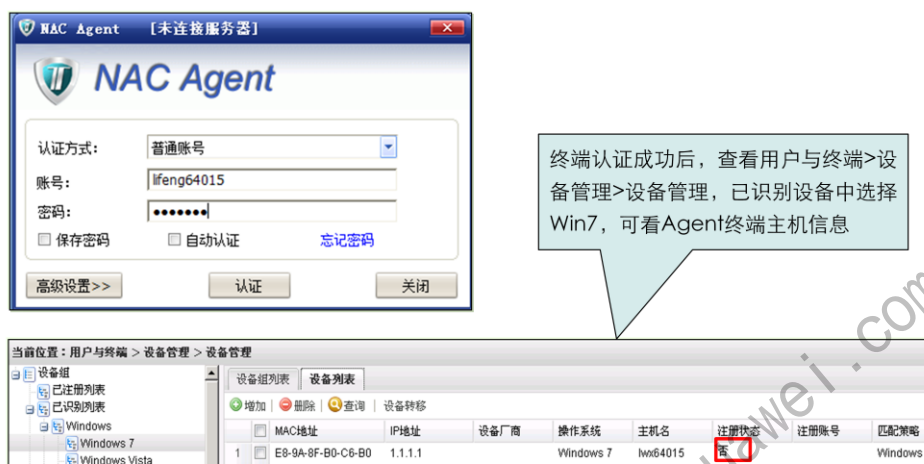 NAC Agent [未连接服务器]
NAC Agent
认证方式： 普通账号
账号： lifeng64015
密码： •••••••
保存密码 自动认证 忘记密码
高级设置>> 认证 关闭
终端认证成功后，查看用户与终端>设
备管理>设备管理，已识别设备中选择
Win7，可看Agent终端主机信息
当前位置：用户与终端 > 设备管理 > 设备管理
设备组
已注册列表
已识别列表
Windows
Windows 7
Windows Vista
设备组列表 设备列表
增加 删除 查询 设备转移
MAC地址 IP地址 设备厂商 操作系统 主机名 注册状态 注册账号 匹配策略
1 E8-9A-8F-B0-C6-B0 1.1.1.1 Windows 7 lwx64015 否 Windows